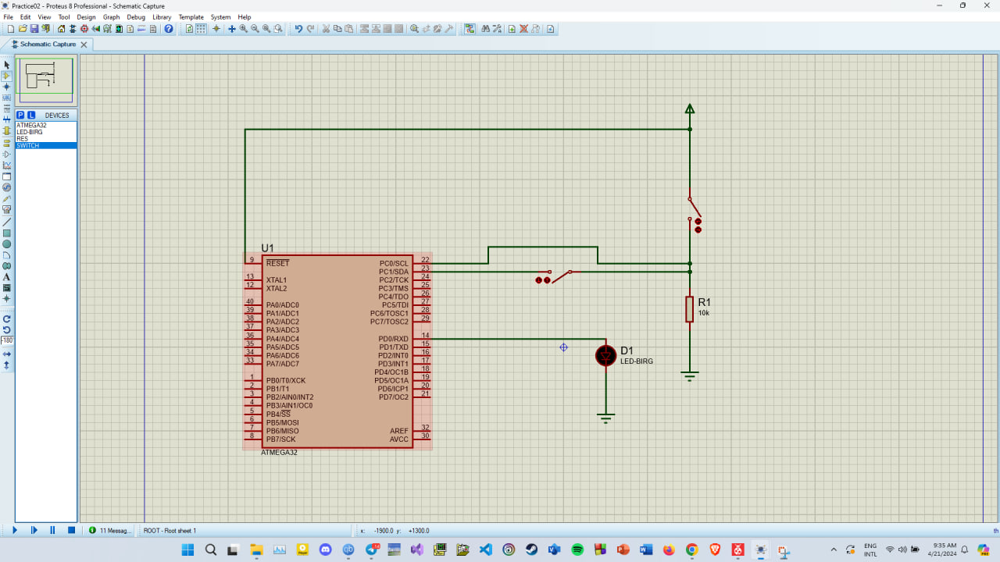 Practice02 - Proteus 8 Professional - Schematic Capture
File Edit View Tool Design Graph Debug Library Template System Help
Schematic Capture
P L DEVICES
ATMEGA32
LED-BIRG
RES
SWITCH
-180
U1
9 RESET
13 XTAL1
12 XTAL2
40 PA0/ADC0
39 PA1/ADC1
38 PA2/ADC2
37 PA3/ADC3
36 PA4/ADC4
35 PA5/ADC5
34 PA6/ADC6
33 PA7/ADC7
1 PB0/T0/XCK
2 PB1/T1
3 PB2/AIN0/INT2
4 PB3/AIN1/OC0
5 PB4/SS
6 PB5/MOSI
7 PB6/MISO
8 PB7/SCK
PC0/SCL 22
PC1/SDA 23
PC2/TCK 24
PC3/TMS 25
PC4/TDO 26
PC5/TDI 27
PC6/TOSC1 28
PC7/TOSC2 29
PD0/RXD 14
PD1/TXD 15
PD2/INT0 16
PD3/INT1 17
PD4/OC1B 18
PD5/OC1A 19
PD6/ICP1 20
PD7/OC2 21
AREF 32
AVCC 30
ATMEGA32
R1
10k
D1
LED-BIRG
11 Messag...
ROOT - Root sheet 1
x: -1900.0 y: +1300.0
th
ENG
INTL
9:35 AM
4/21/2024